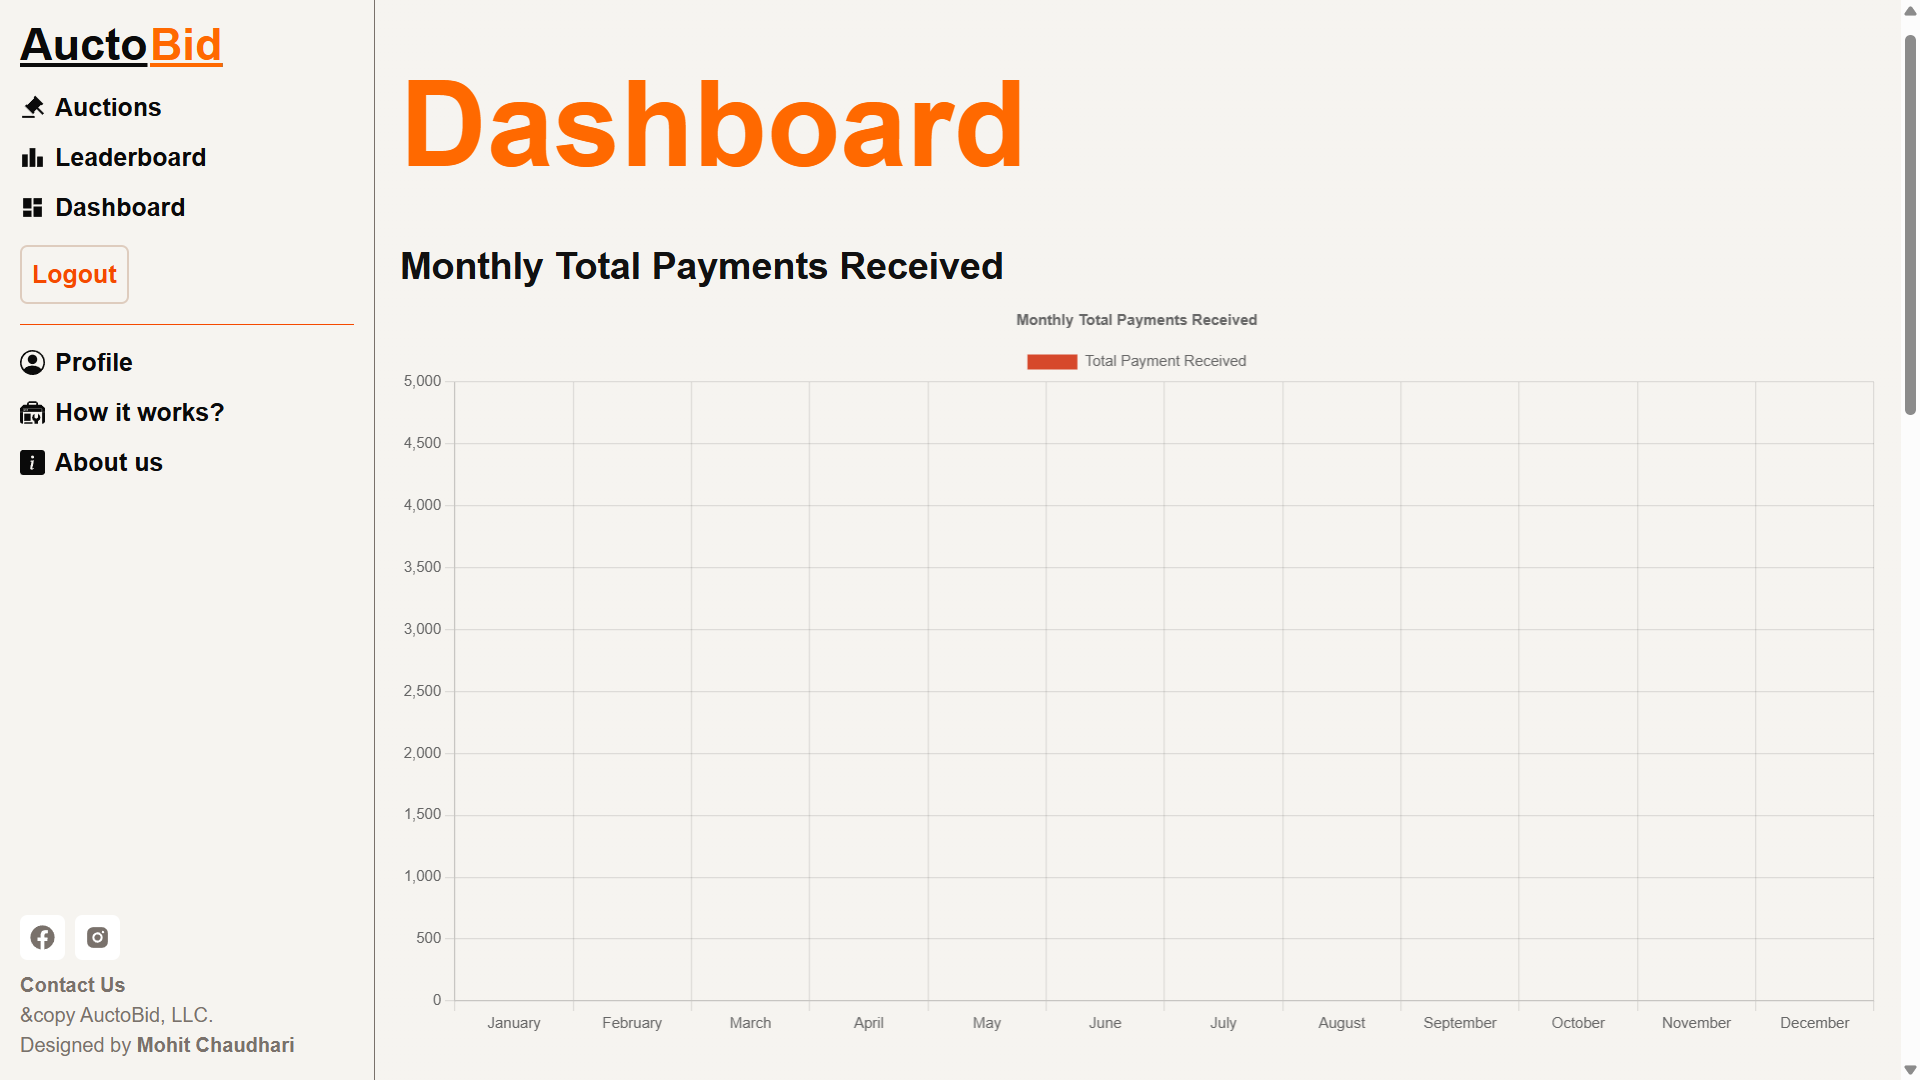 AuctoBid
Auctions
Leaderboard
Dashboard
Logout
Profile
How it works?
i About us
Contact Us
&copy AuctoBid, LLC.
Designed by Mohit Chaudhari
Dashboard
Monthly Total Payments Received
Monthly Total Payments Received
Total Payment Received
5,000
4,500
4,000
3,500
3,000
2,500
2,000
1,500
1,000
500
0
January February March April May June July August September October November December